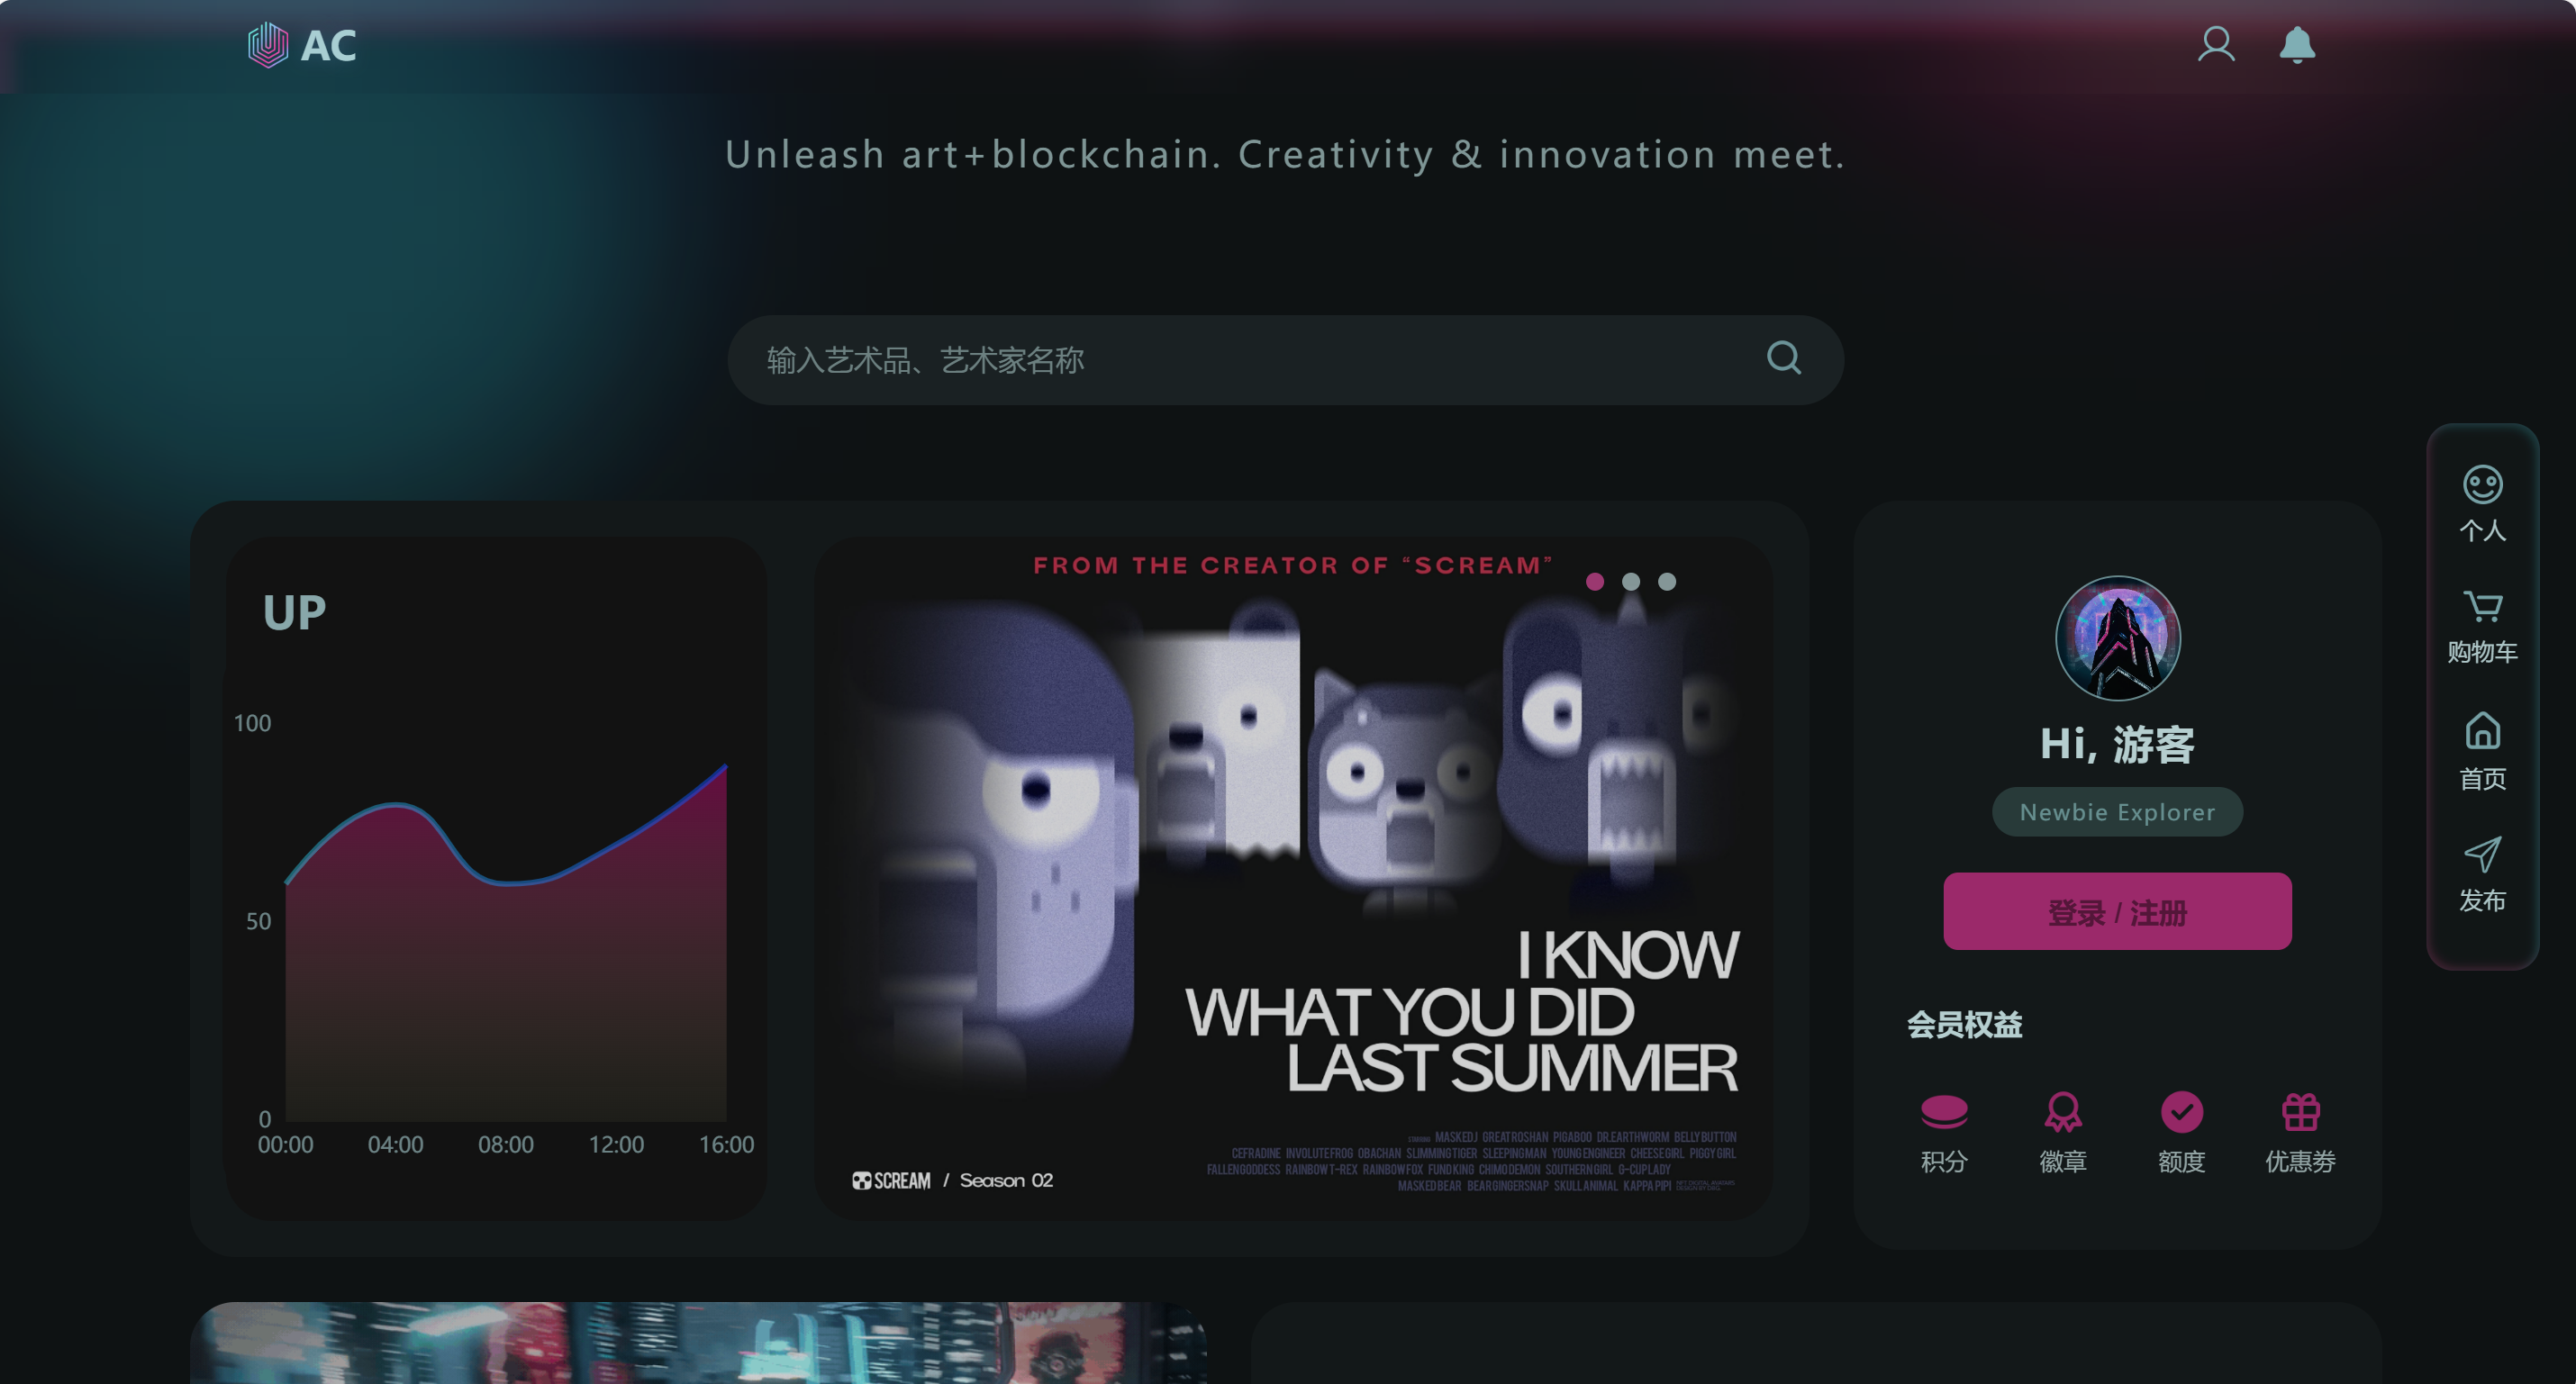 AC
Unleash art+blockchain. Creativity & innovation meet.
输入艺术品、艺术家名称
UP
100
50
0
00:00 04:00 08:00 12:00 16:00
FROM THE CREATOR OF “SCREAM”
I KNOW
WHAT YOU DID
LAST SUMMER
MASKEDJ GREATROSHAN PIGABOO DR.EARTHWORM BELLYBUTTON
CEFRADINE INVOLUTEFROG OBACHAN SLIMMINGTIGER SLEEPINGMAN YOUNGENGINEER CHEESEGIRL PIGGYGIRL
FALLENGODDESS RAINBOWT-REX RAINBOWFOX FUNDKING CHIMODEMON SOUTHERNGIRL G-CUPLADY
MASKEDBEAR BEARGINGERSNAP SKULLANIMAL KAPPAPIPI
SCREAM / Season 02
Hi, 游客
Newbie Explorer
登录 / 注册
会员权益
积分 徽章 额度 优惠券
个人
购物车
首页
发布